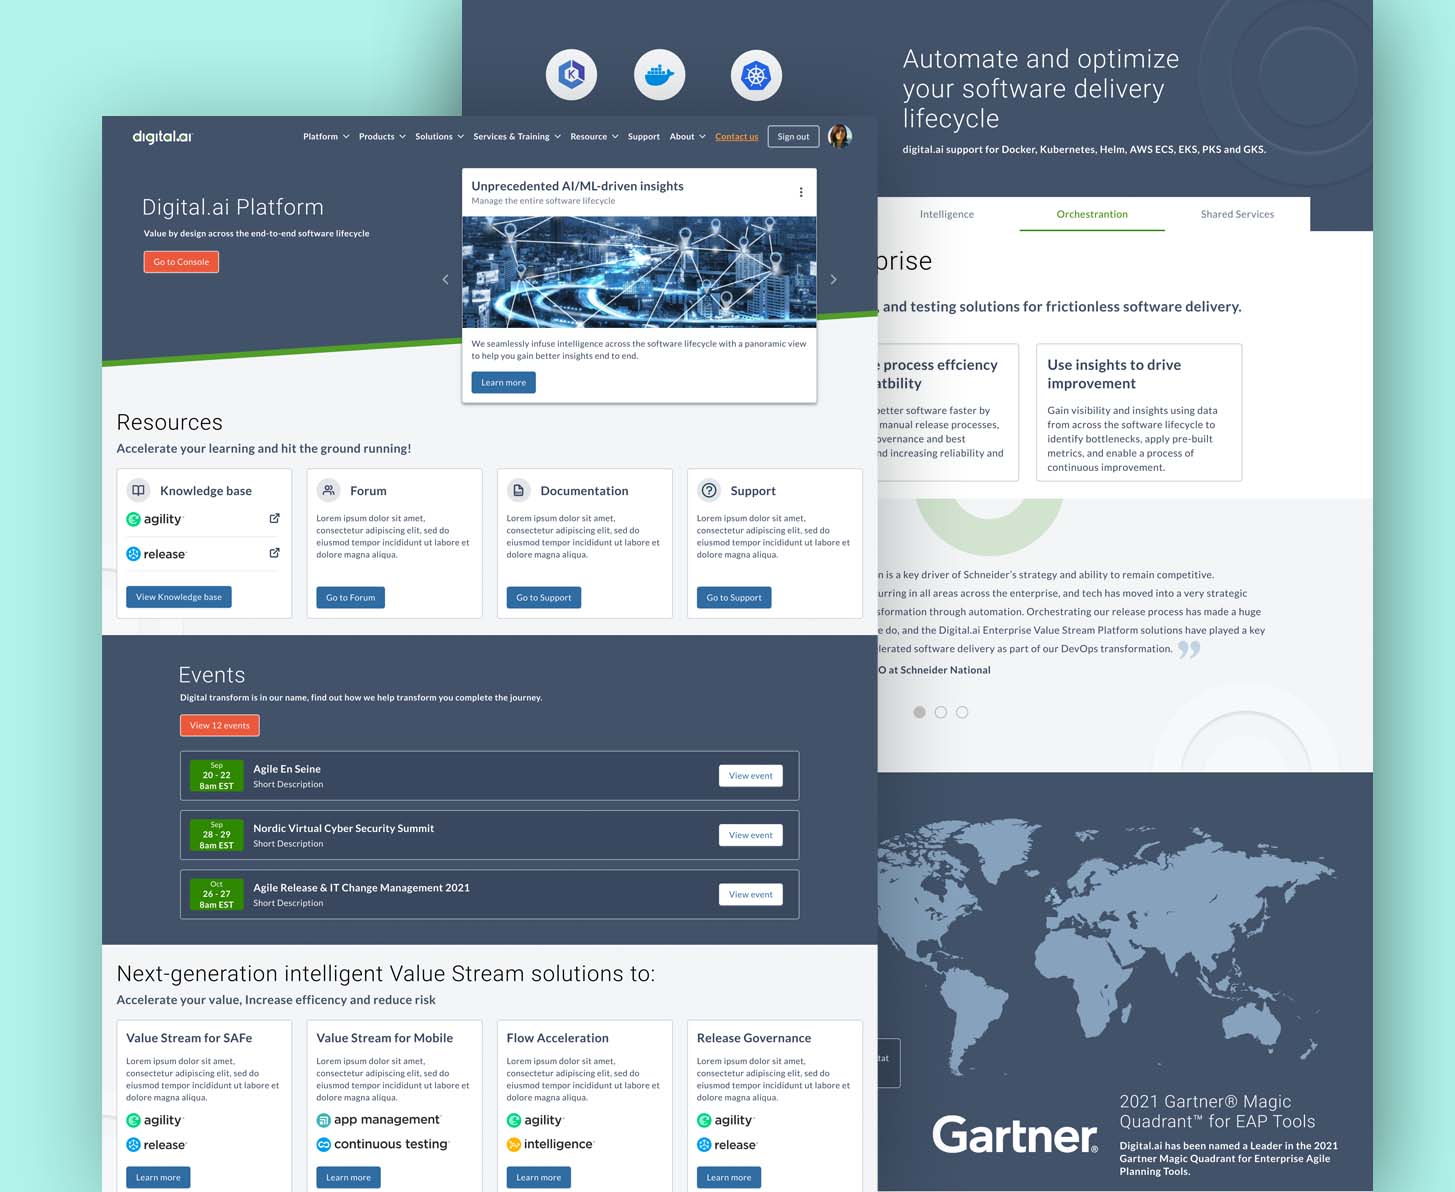 Automate and optimize
your software delivery
lifecycle
digital.ai support for Docker, Kubernetes, Helm, AWS ECS, EKS, PKS and GKS.
digital.ai
Platform
Products
Solutions
Services & Training
Resource
Support
About
Contact us
Sign out
Digital.ai Platform
Value by design across the end-to-end software lifecycle
Go to Console
Unprecedented AI/ML-driven insights
Manage the entire software lifecycle
We seamlessly infuse intelligence across the software lifecycle with a panoramic view
to help you gain better insights end to end.
Learn more
Intelligence
Orchestrantion
Shared Services
prise
, and testing solutions for frictionless software delivery.
e process effciency
atbility
better software faster by
manual release processes,
overnance and best
nd increasing reliability and
Use insights to drive
improvement
Gain visibility and insights using data
from across the software lifecycle to
identify bottlenecks, apply pre-built
metrics, and enable a process of
continuous improvement.
Resources
Accelerate your learning and hit the ground running!
Knowledge base
agility
release
View Knowledge base
Forum
Lorem ipsum dolor sit amet,
consectetur adipiscing elit, sed do
eiusmod tempor incididunt ut labore et
dolore magna aliqua.
Go to Forum
Documentation
Lorem ipsum dolor sit amet,
consectetur adipiscing elit, sed do
eiusmod tempor incididunt ut labore et
dolore magna aliqua.
Go to Support
Support
Lorem ipsum dolor sit amet,
consectetur adipiscing elit, sed do
eiusmod tempor incididunt ut labore et
dolore magna aliqua.
Go to Support
n is a key driver of Schneider's strategy and ability to remain competitive.
urring in all areas across the enterprise, and tech has moved into a very strategic
sformation through automation. Orchestrating our release process has made a huge
e do, and the Digital.ai Enterprise Value Stream Platform solutions have played a key
lerated software delivery as part of our DevOps transformation. ”
O at Schneider National
Events
Digital transform is in our name, find out how we help transform you complete the journey.
View 12 events
Sep
20 - 22
8am EST
Agile En Seine
Short Description
View event
Sep
28 - 29
8am EST
Nordic Virtual Cyber Security Summit
Short Description
View event
Oct
26 - 27
8am EST
Agile Release & IT Change Management 2021
Short Description
View event
Next-generation intelligent Value Stream solutions to:
Accelerate your value, Increase efficency and reduce risk
Value Stream for SAFe
Lorem ipsum dolor sit amet,
consectetur adipiscing elit, sed do
eiusmod tempor incididunt ut labore et
dolore magna aliqua.
agility
release
Learn more
Value Stream for Mobile
Lorem ipsum dolor sit amet,
consectetur adipiscing elit, sed do
eiusmod tempor incididunt ut labore et
dolore magna aliqua.
app management
continuous testing
Learn more
Flow Acceleration
Lorem ipsum dolor sit amet,
consectetur adipiscing elit, sed do
eiusmod tempor incididunt ut labore et
dolore magna aliqua.
agility
intelligence
Learn more
Release Governance
Lorem ipsum dolor sit amet,
consectetur adipiscing elit, sed do
eiusmod tempor incididunt ut labore et
dolore magna aliqua.
agility
release
Learn more
tat
Gartner®
2021 Gartner® Magic
Quadrant™ for EAP Tools
Digital.ai has been named a Leader in the 2021
Gartner Magic Quadrant for Enterprise Agile
Planning Tools.